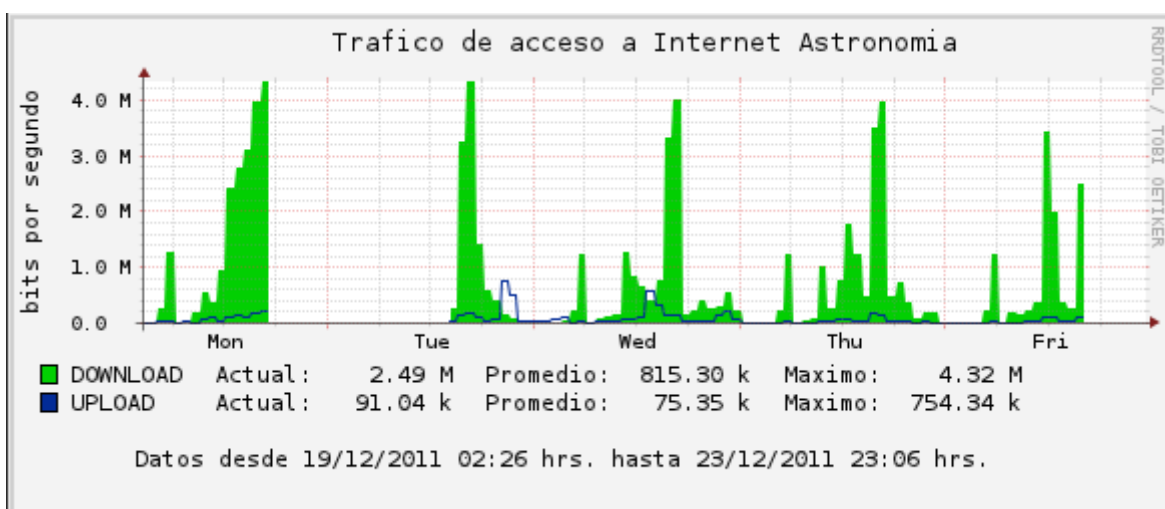 Trafico de acceso a Internet Astronomia
RRDTOOL / TOBI OETIKER
bits por segundo
4.0 M
3.0 M
2.0 M
1.0 M
0.0
Mon Tue Wed Thu Fri
DOWNLOAD Actual: 2.49 M Promedio: 815.30 k Maximo: 4.32 M
UPLOAD Actual: 91.04 k Promedio: 75.35 k Maximo: 754.34 k
Datos desde 19/12/2011 02:26 hrs. hasta 23/12/2011 23:06 hrs.